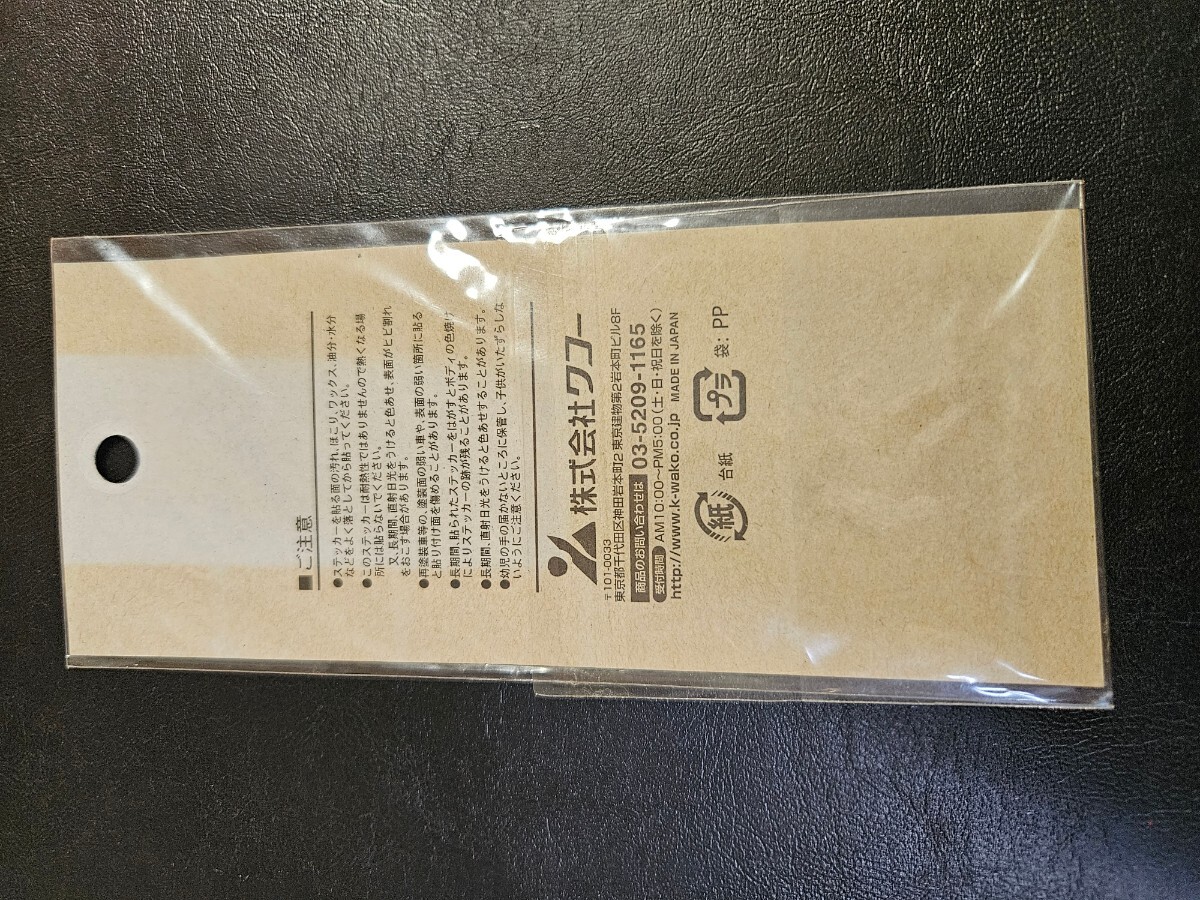 ■ご注意
●ステッカーを貼る面の汚れ、ほこり、ワックス、油分・水分
などをよく落としてから貼ってください。
●このステッカーは耐熱性ではありませんので熱くなる場
所には貼らないでください。
又、長期間、直射日光をうけると色あせ、表面がヒビ割れ
をおこす場合があります。
●再塗装車等の、塗装面の弱い車や、表面の弱い箇所に貼る
と貼り付け面を傷めることがあります。
●長期間、貼られたステッカーをはがすとボディの色焼け
によりステッカーの跡が残ることがあります。
●長期間、直射日光をうけると色あせすることがあります。
●幼児の手の届かないところに保管し、子供がいたずらしな
いようにご注意ください。
株式会社ワコー
〒101-0033
東京都千代田区神田岩本町2 東京建物第2岩本町ビル8F
商品のお問い合わせは 03-5209-1165
受付時間 AM10:00〜PM5:00(土・日・祝日を除く)
http://www.k-wako.co.jp MADE IN JAPAN
紙 台紙 プラ 袋:PP